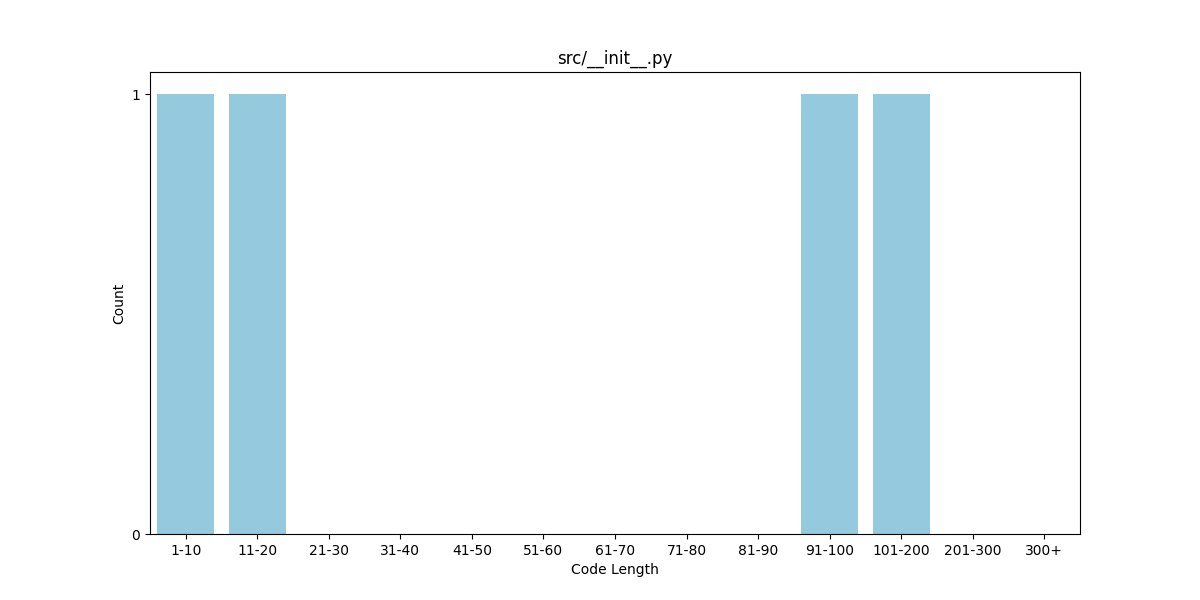 src/__init__.py
1
Count
0
1-10 11-20 21-30 31-40 41-50 51-60 61-70 71-80 81-90 91-100 101-200 201-300 300+
Code Length